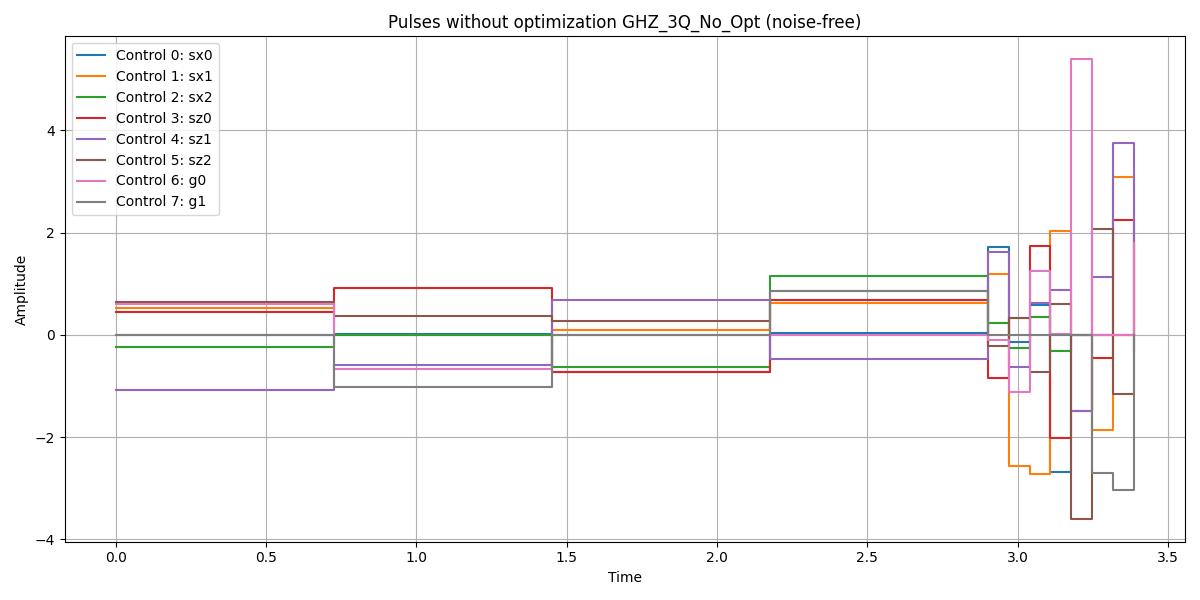 Pulses without optimization GHZ_3Q_No_Opt (noise-free)
Control 0: sx0
Control 1: sx1
Control 2: sx2
Control 3: sz0
Control 4: sz1
Control 5: sz2
Control 6: g0
Control 7: g1
Amplitude
4
2
0
−2
−4
0.0 0.5 1.0 1.5 2.0 2.5 3.0 3.5
Time